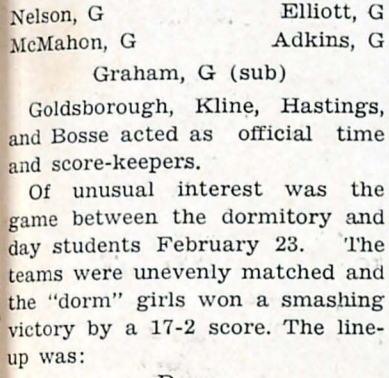 Nelson, G Elliott, G
McMahon, G Adkins, G
Graham, G (sub)
Goldsborough, Kline, Hastings,
and Bosse acted as official time
and score-keepers.
Of unusual interest was the
game between the dormitory and
day students February 23. The
teams were unevenly matched and
the "dorm" girls won a smashing
victory by a 17-2 score. The line-
up was: